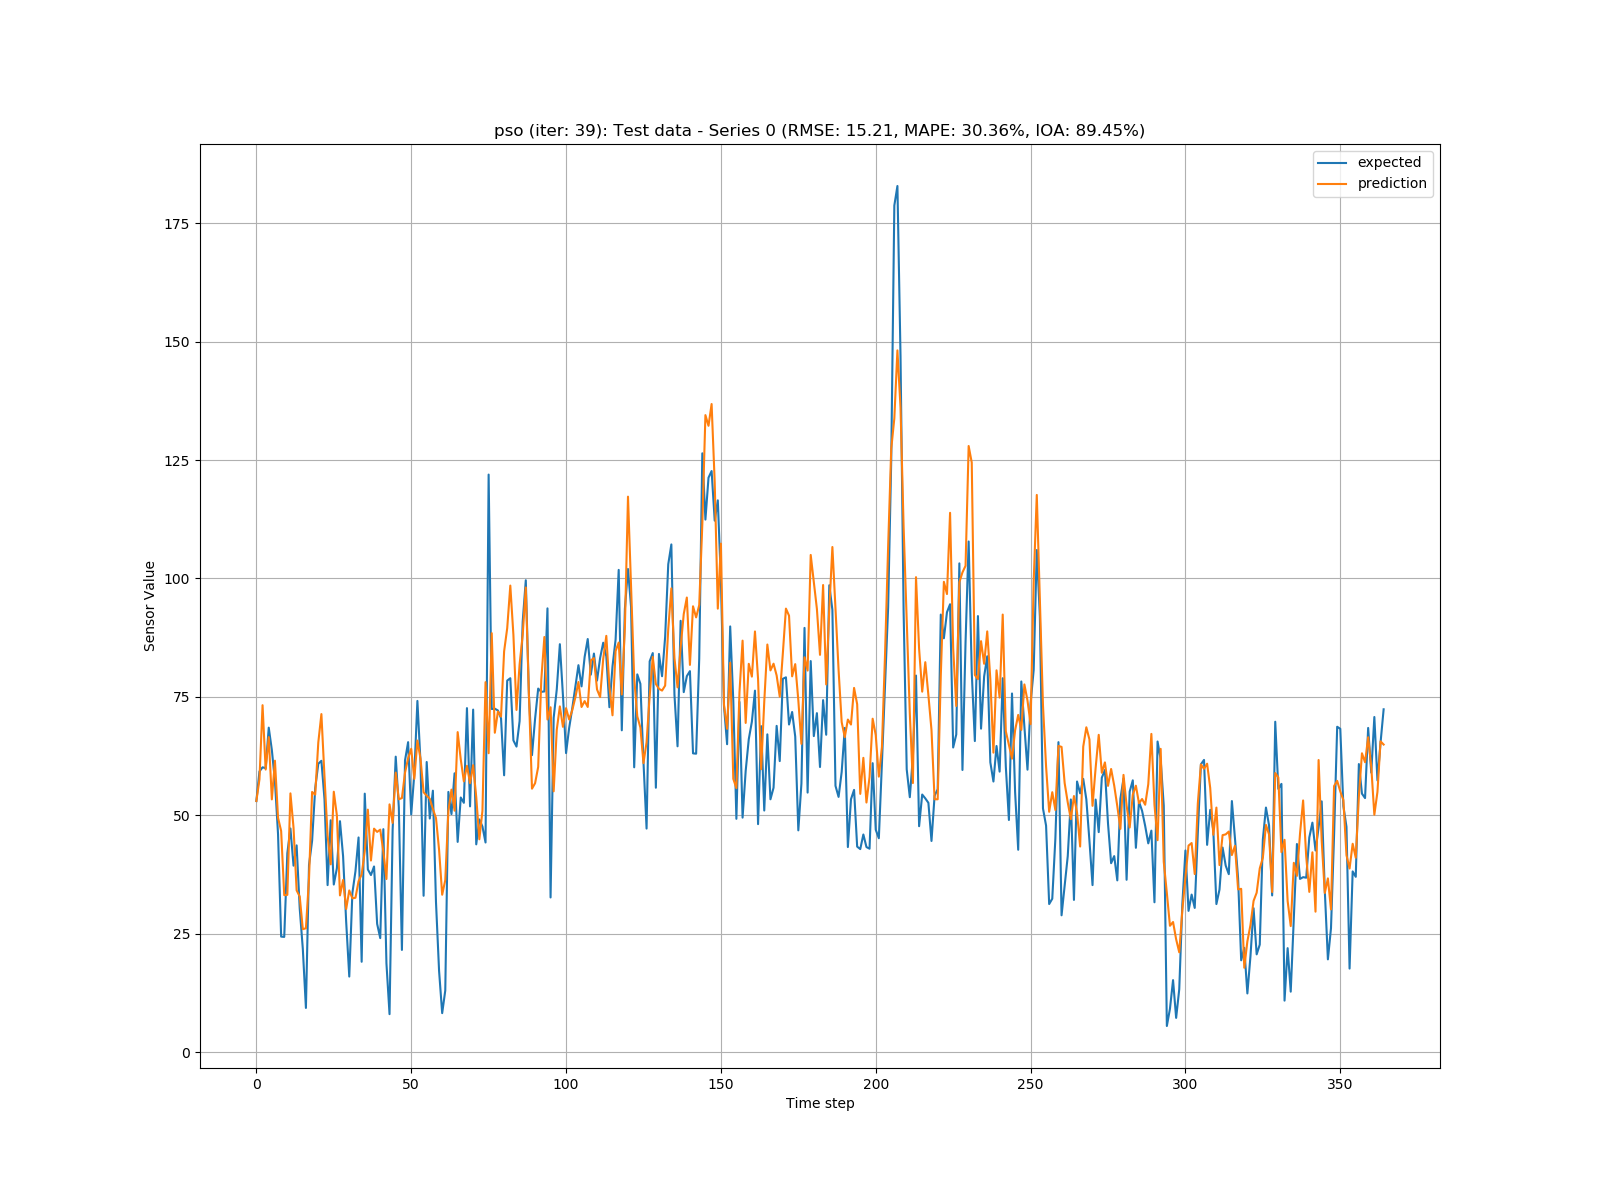 pso (iter: 39): Test data - Series 0 (RMSE: 15.21, MAPE: 30.36%, IOA: 89.45%)
expected
prediction
175
150
125
100
75
50
25
0
Sensor Value
0 50 100 150 200 250 300 350
Time step